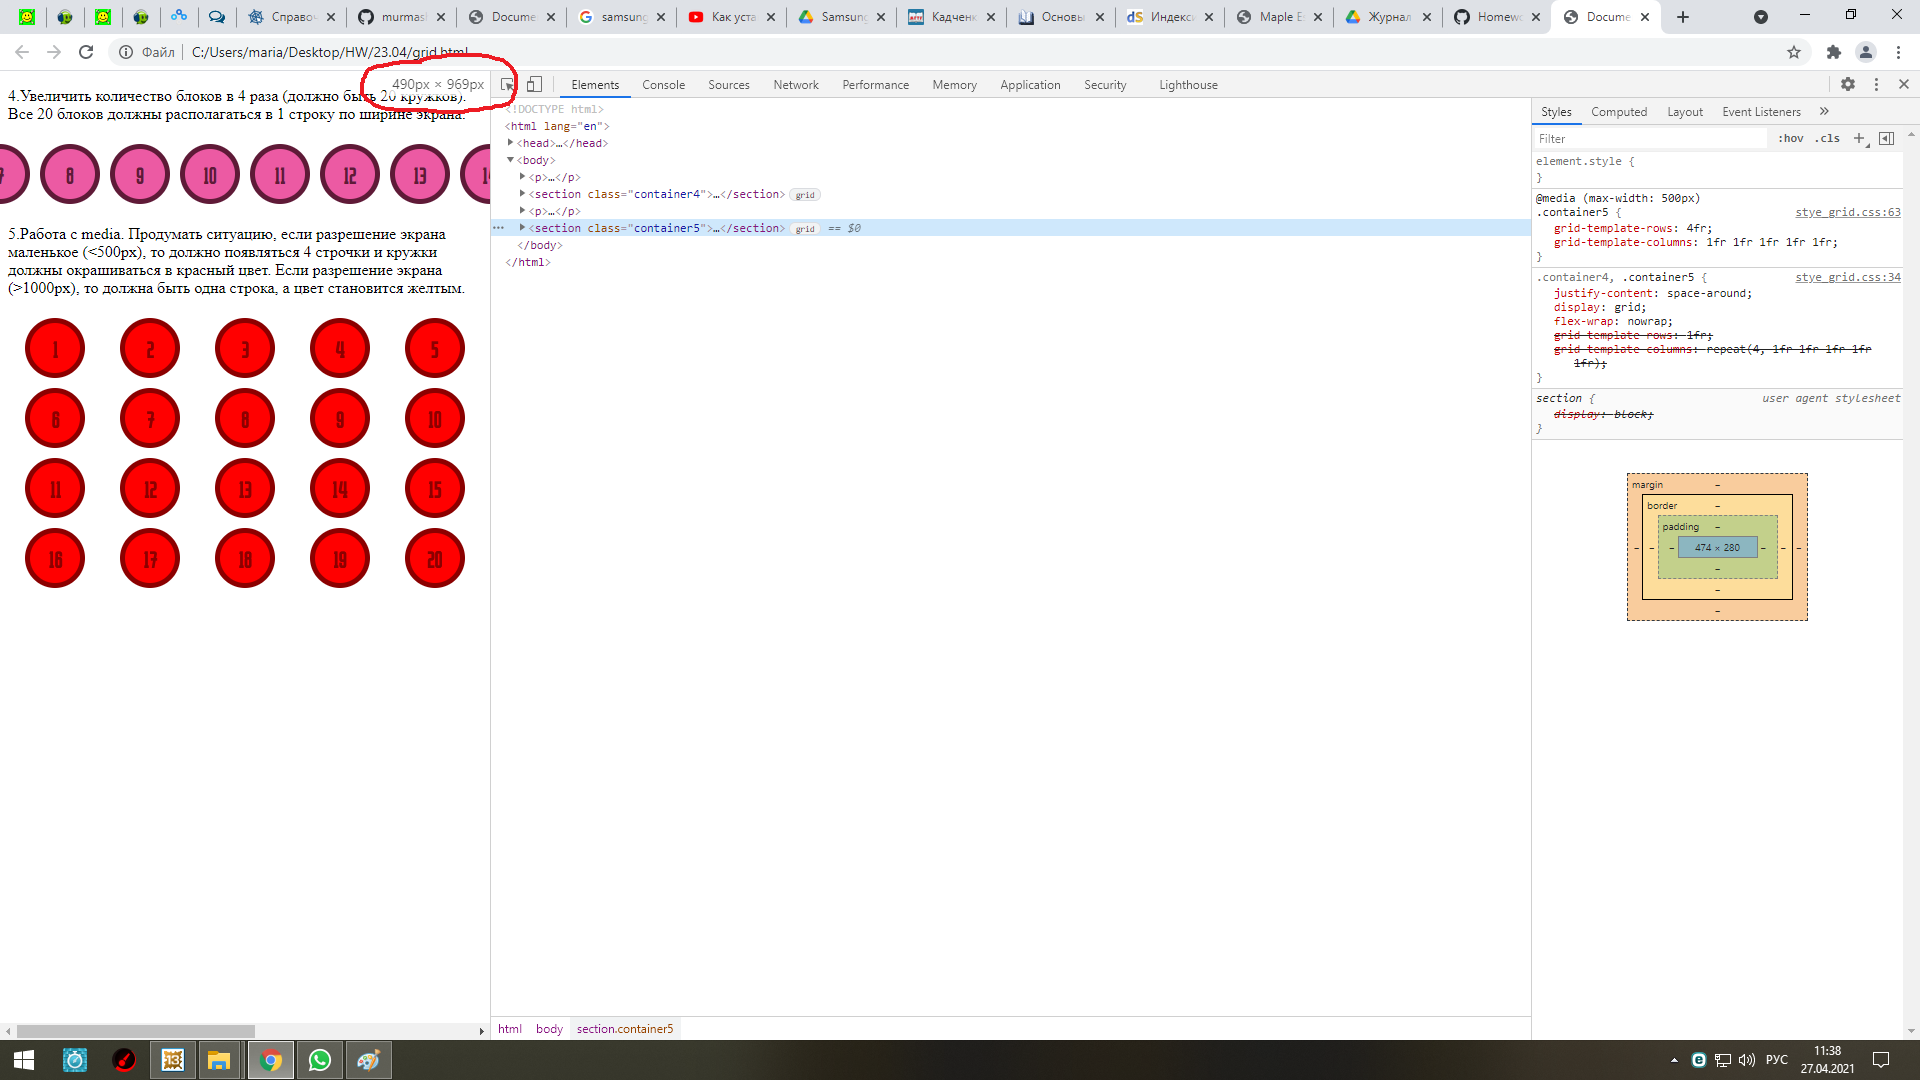 Справоч
murmash
Docume
samsung
Как уста
Samsung
Кадченк
Основы
Индекс
Maple E
Журнал
Homew
Docume
Файл
C:/Users/maria/Desktop/HW/23.04/grid.html
490px × 969px
Elements
Console
Sources
Network
Performance
Memory
Application
Security
Lighthouse
4.Увеличить количество блоков в 4 раза (должно быть 20 кружков).
Все 20 блоков должны располагаться в 1 строку по ширине экрана.
7 8 9 10 11 12 13 14
5.Работа с media. Продумать ситуацию, если разрешение экрана
маленькое (<500px), то должно появляться 4 строчки и кружки
должны окрашиваться в красный цвет. Если разрешение экрана
(>1000px), то должна быть одна строка, а цвет становится желтым.
1 2 3 4 5
6 7 8 9 10
11 12 13 14 15
16 17 18 19 20
<!DOCTYPE html>
<html lang="en">
<head>…</head>
<body>
<p>…</p>
<section class="container4">…</section> grid
<p>…</p>
<section class="container5">…</section> grid == $0
</body>
</html>
html body section.container5
Styles Computed Layout Event Listeners »
Filter :hov .cls +
element.style {
}
@media (max-width: 500px)
.container5 { stye_grid.css:63
grid-template-rows: 4fr;
grid-template-columns: 1fr 1fr 1fr 1fr 1fr;
}
.container4, .container5 { stye_grid.css:34
justify-content: space-around;
display: grid;
flex-wrap: nowrap;
grid-template-rows: 1fr;
grid-template-columns: repeat(4, 1fr 1fr 1fr 1fr
1fr);
}
section { user agent stylesheet
display: block;
}
margin –
border –
padding –
– – – 474 × 280 – – –
–
–
–
13
РУС
11:38
27.04.2021